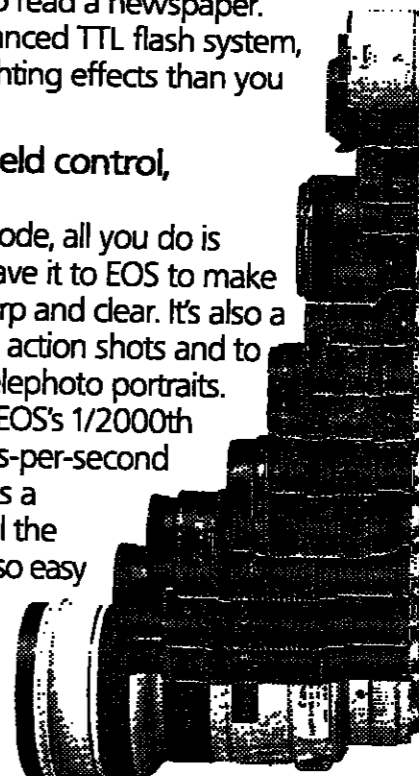 o read a newspaper.
anced TTL flash system,
hting effects than you
eld control,
ode, all you do is
ave it to EOS to make
rp and clear. It's also a
action shots and to
elephoto portraits.
EOS's 1/2000th
s-per-second
s a
l the
so easy